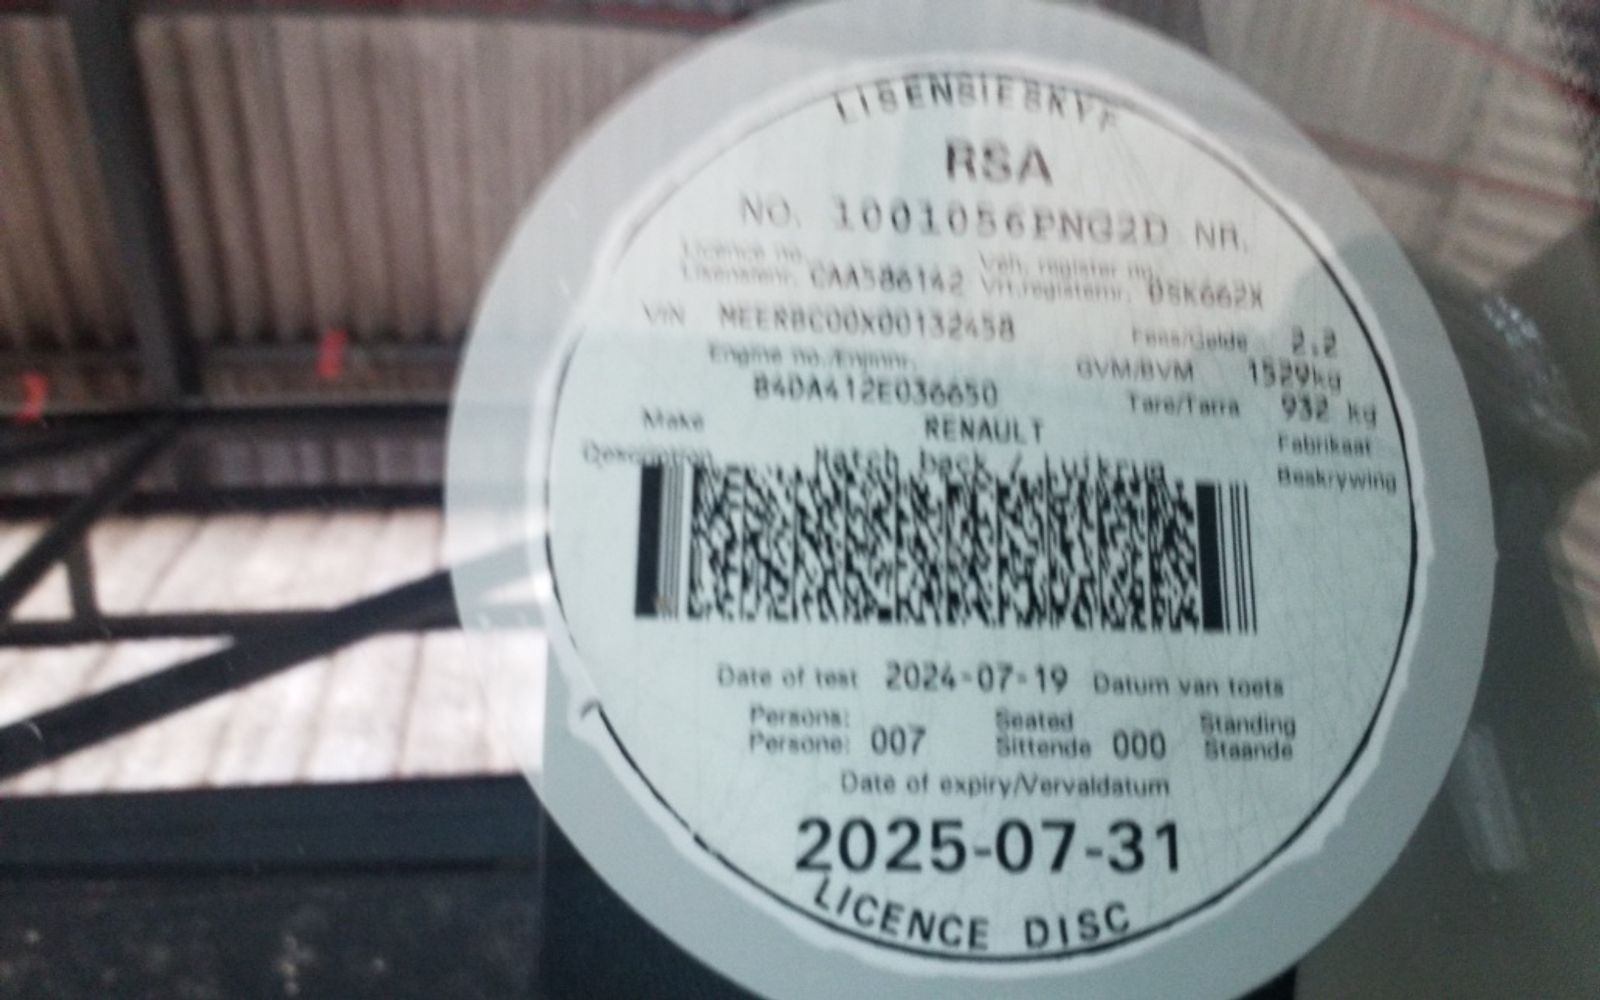 LISENSIESKYF
RSA
NO. 1001056PNG2D NR.
Licence no. Veh. register no.
Lisensienr. CAA586142 Vrt.registernr. DSK662X
VIN MEERBC00X00132458 Fees/Gelde 2.2
Engine no./Enjinnr. GVM/BVM 1529kg
B4DA412E036650 Tare/Tarra 932 kg
Make RENAULT Fabrikaat
Description Hatch back / Luikrug Beskrywing
Date of test 2024-07-19 Datum van toets
Persons: Seated Standing
Persone: 007 Sittende 000 Staande
Date of expiry/Vervaldatum
2025-07-31
LICENCE DISC